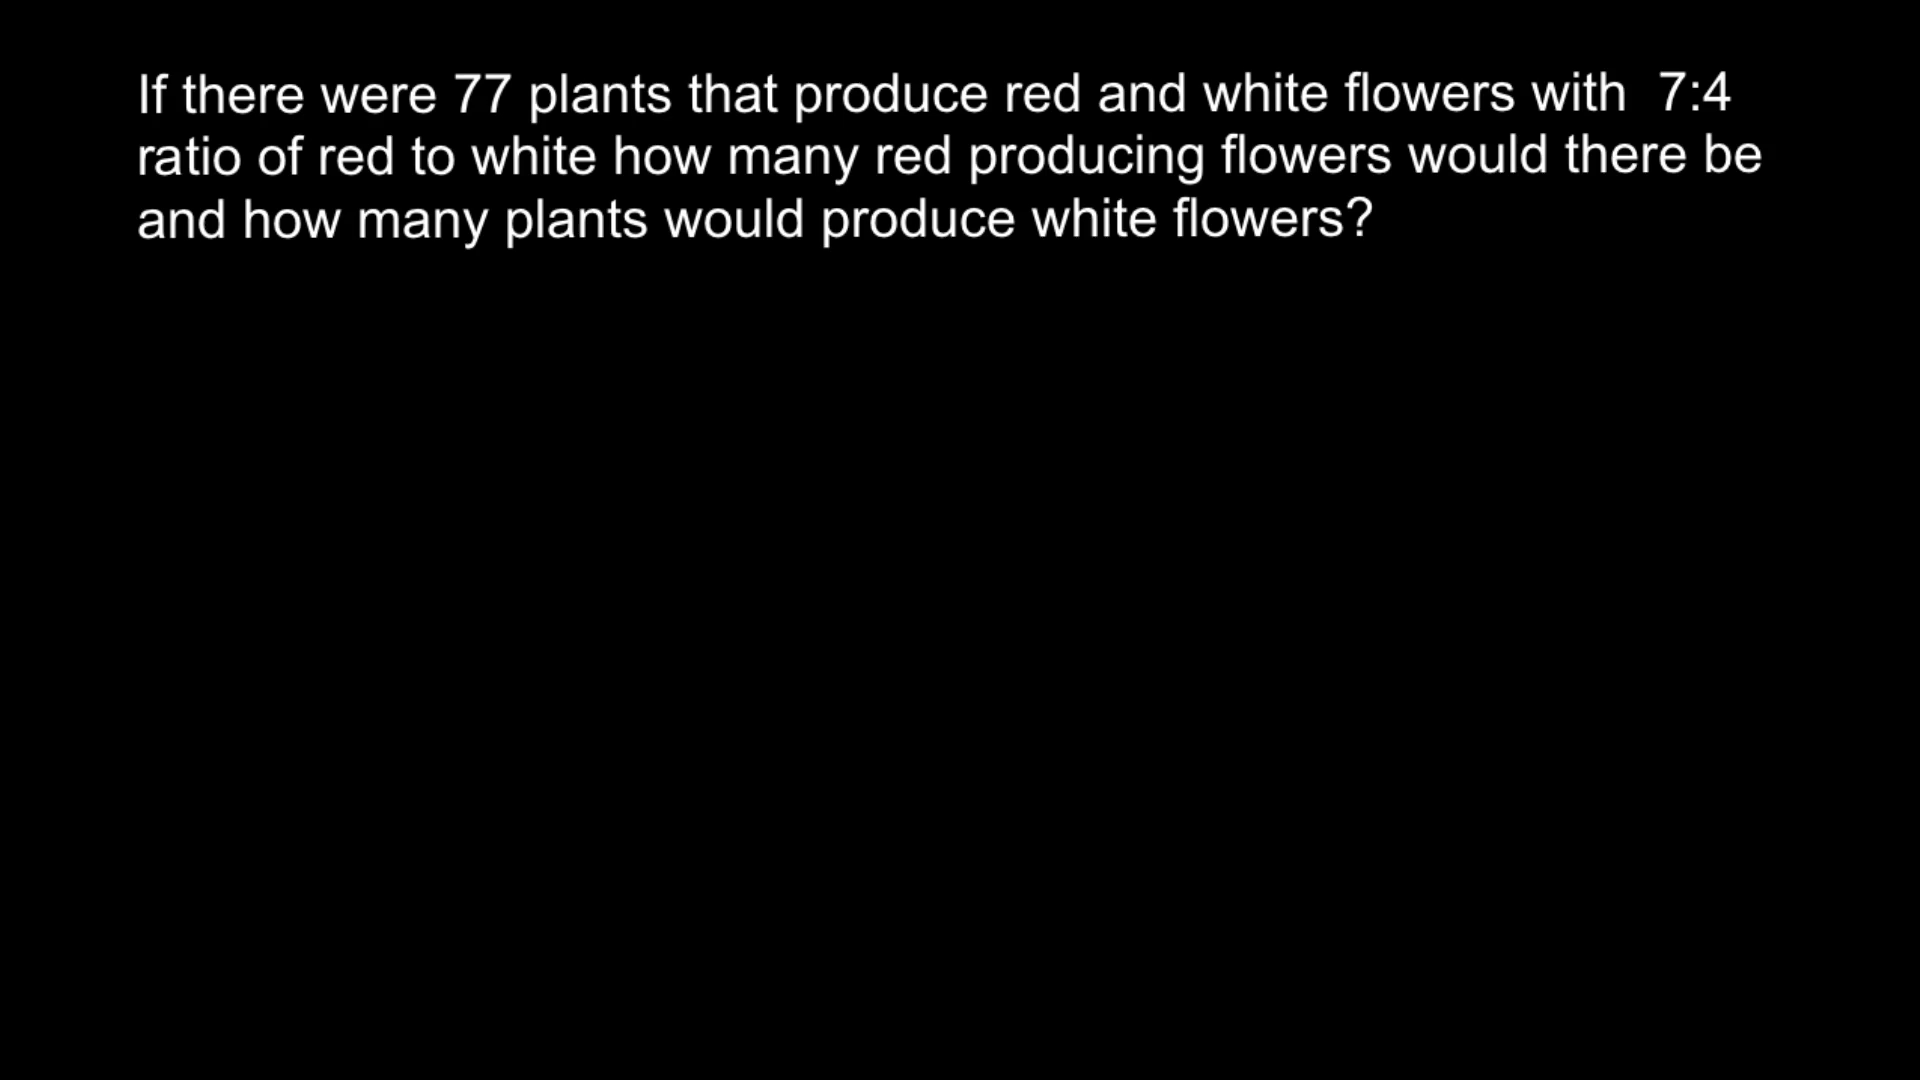 If there were 77 plants that produce red and white flowers with  7:4
ratio of red to white how many red producing flowers would there be
and how many plants would produce white flowers?